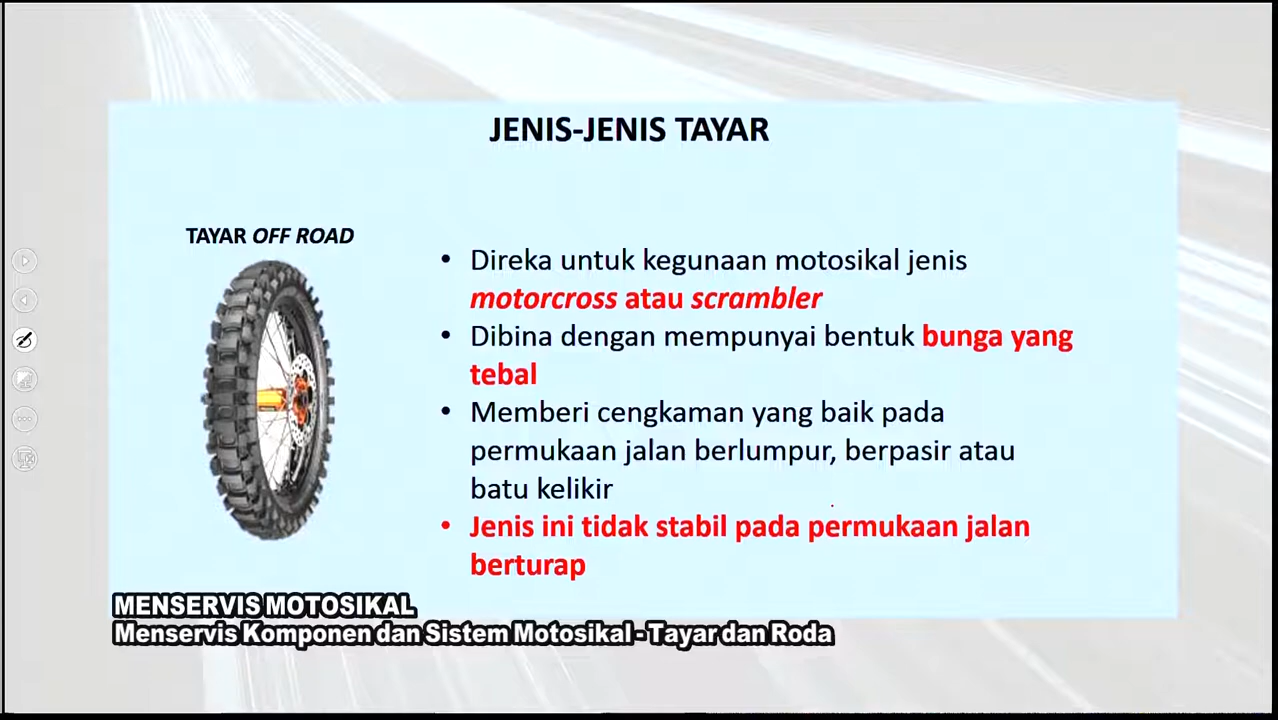 JENIS-JENIS TAYAR
TAYAR OFF ROAD
• Direka untuk kegunaan motosikal jenis
motorcross atau scrambler
• Dibina dengan mempunyai bentuk bunga yang
tebal
• Memberi cengkaman yang baik pada
permukaan jalan berlumpur, berpasir atau
batu kelikir
• Jenis ini tidak stabil pada permukaan jalan
berturap
MENSERVIS MOTOSIKAL
Menservis Komponen dan Sistem Motosikal - Tayar dan Roda